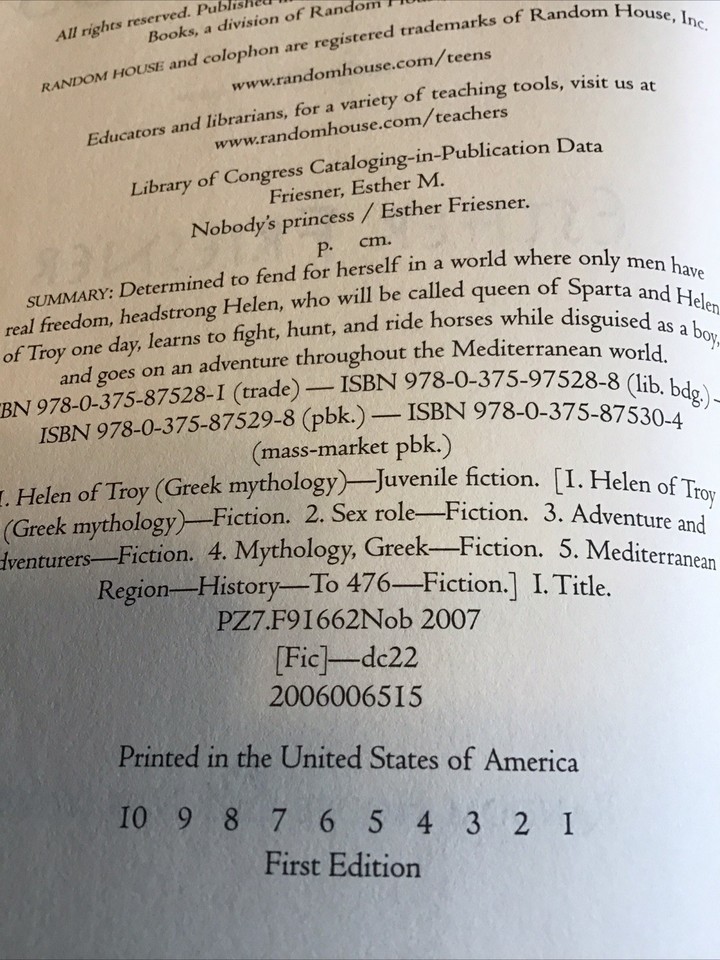 All rights reserved. Published
Books, a division of Random
RANDOM HOUSE and colophon are registered trademarks of Random House, Inc.
www.randomhouse.com/teens
Educators and librarians, for a variety of teaching tools, visit us at
www.randomhouse.com/teachers
Library of Congress Cataloging-in-Publication Data
Friesner, Esther M.
Nobody's princess / Esther Friesner.
p. cm.
SUMMARY: Determined to fend for herself in a world where only men have
real freedom, headstrong Helen, who will be called queen of Sparta and Helen
of Troy one day, learns to fight, hunt, and ride horses while disguised as a boy,
and goes on an adventure throughout the Mediterranean world.
BN 978-0-375-87528-1 (trade) — ISBN 978-0-375-97528-8 (lib. bdg.) —
ISBN 978-0-375-87529-8 (pbk.) — ISBN 978-0-375-87530-4
(mass-market pbk.)
1. Helen of Troy (Greek mythology)—Juvenile fiction. [1. Helen of Troy
(Greek mythology)—Fiction. 2. Sex role—Fiction. 3. Adventure and
dventurers—Fiction. 4. Mythology, Greek—Fiction. 5. Mediterranean
Region—History—To 476—Fiction.] I. Title.
PZ7.F91662Nob 2007
[Fic]—dc22
2006006515
Printed in the United States of America
10 9 8 7 6 5 4 3 2 1
First Edition